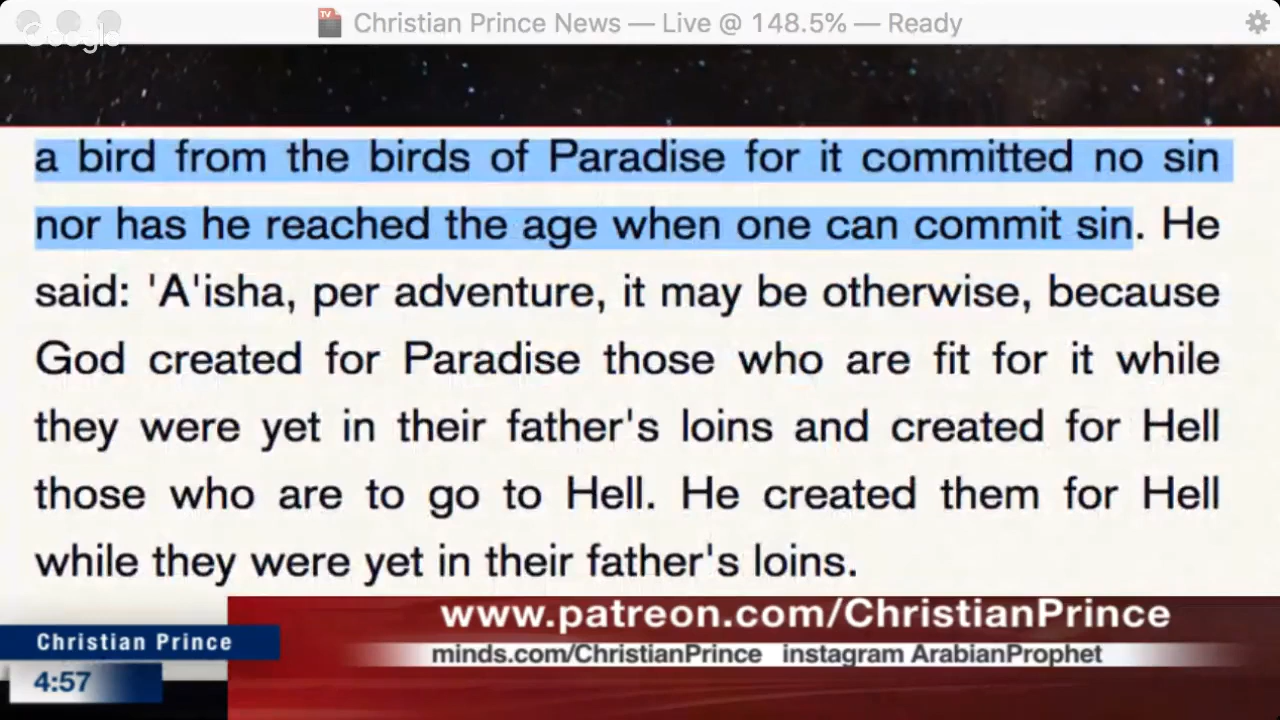 TV
Christian Prince News — Live @ 148.5% — Ready
Google
a bird from the birds of Paradise for it committed no sin
nor has he reached the age when one can commit sin. He
said: 'A'isha, per adventure, it may be otherwise, because
God created for Paradise those who are fit for it while
they were yet in their father's loins and created for Hell
those who are to go to Hell. He created them for Hell
while they were yet in their father's loins.
www.patreon.com/ChristianPrince
Christian Prince
minds.com/ChristianPrince instagram ArabianProphet
4:57